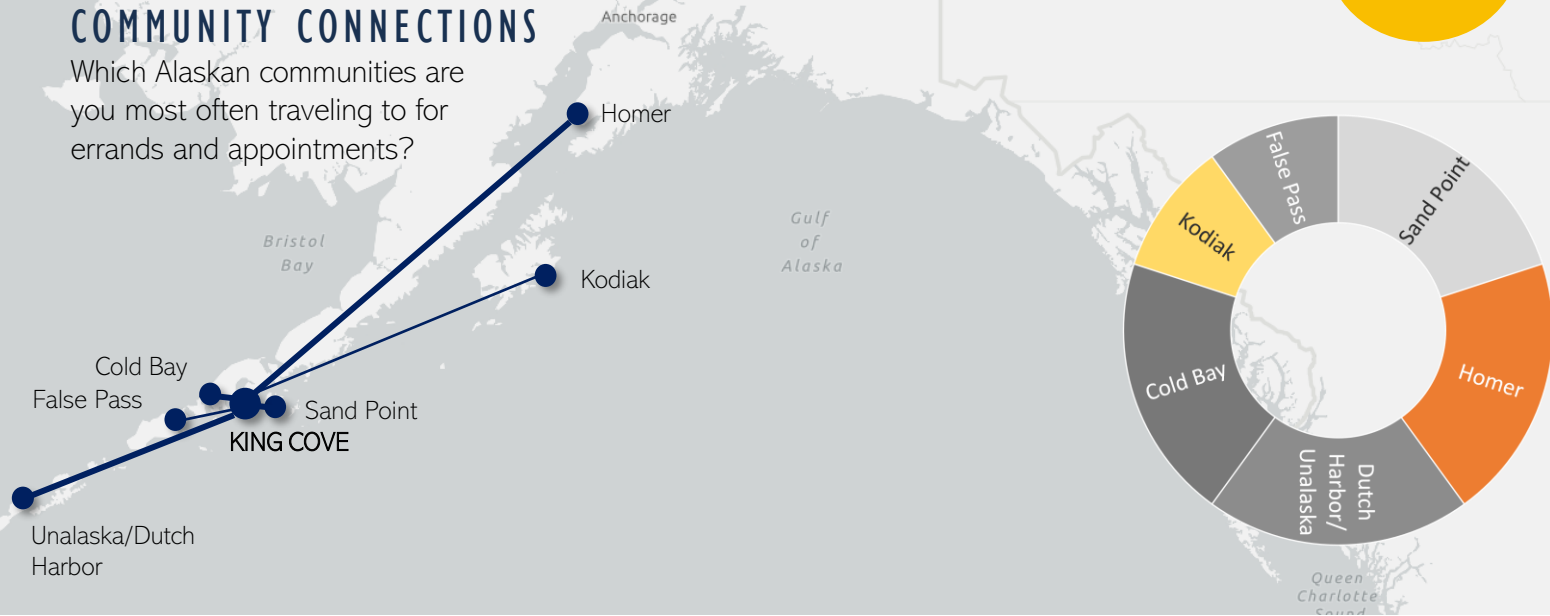 COMMUNITY CONNECTIONS
Which Alaskan communities are
you most often traveling to for
errands and appointments?
Anchorage
Homer
Bristol
Bay
Gulf
of
Alaska
Kodiak
Cold Bay
False Pass
Sand Point
KING COVE
Unalaska/Dutch
Harbor
False Pass
Sand Point
Kodiak
Homer
Cold Bay
Dutch
Harbor/
Unalaska
Queen
Charlotte
Sound